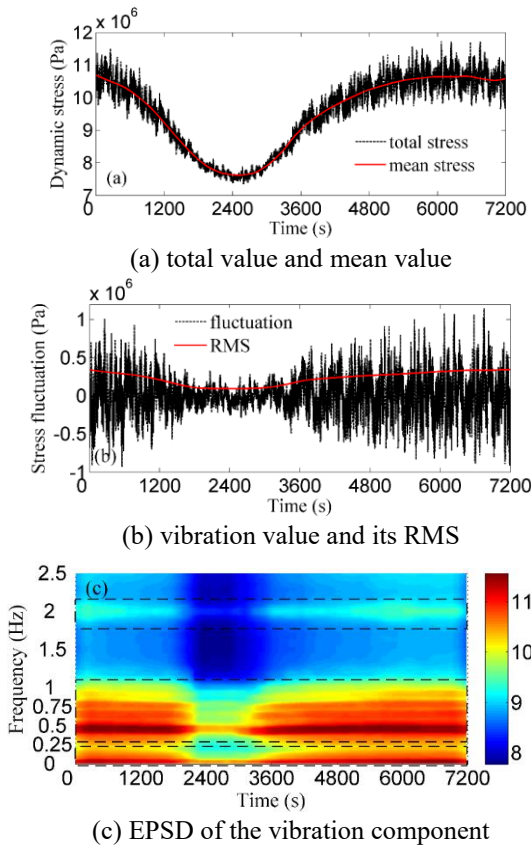 x 10⁶
12
11
10
9
8
7
Dynamic stress (Pa)
(a)
total stress
mean stress
0 1200 2400 3600 4800 6000 7200
Time (s)
(a) total value and mean value
x 10⁶
1
0.5
0
-0.5
-1
Stress fluctuation (Pa)
fluctuation
RMS
(b)
0 1200 2400 3600 4800 6000 7200
Time (s)
(b) vibration value and its RMS
(c)
2.5
2
1.5
1
0.75
0.5
0.25
0
Frequency (Hz)
11
10
9
8
0 1200 2400 3600 4800 6000 7200
Time (s)
(c) EPSD of the vibration component